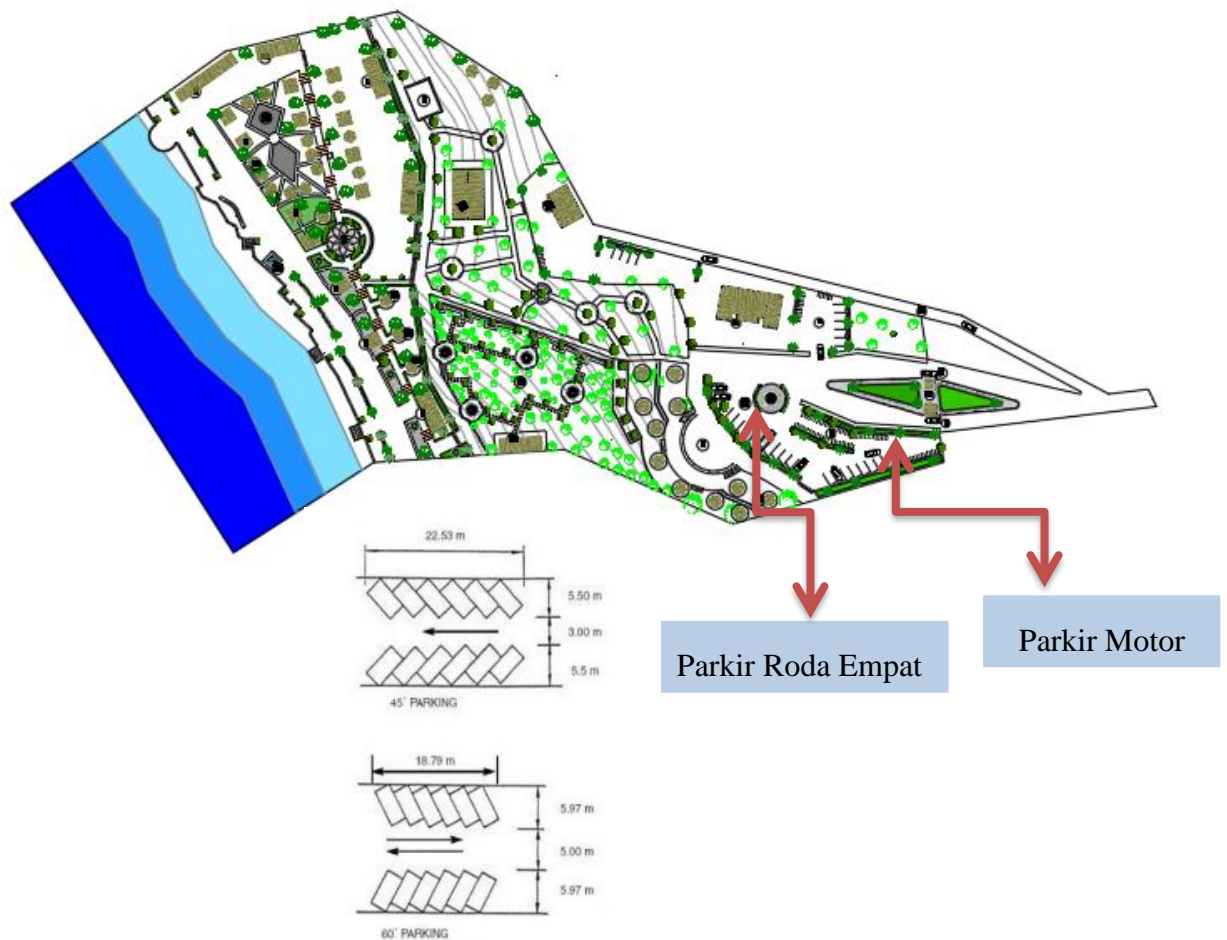 22.53 m
5.50 m
3.00 m
5.5 m
45° PARKING
Parkir Roda Empat
Parkir Motor
18.79 m
5.97 m
5.00 m
5.97 m
60° PARKING